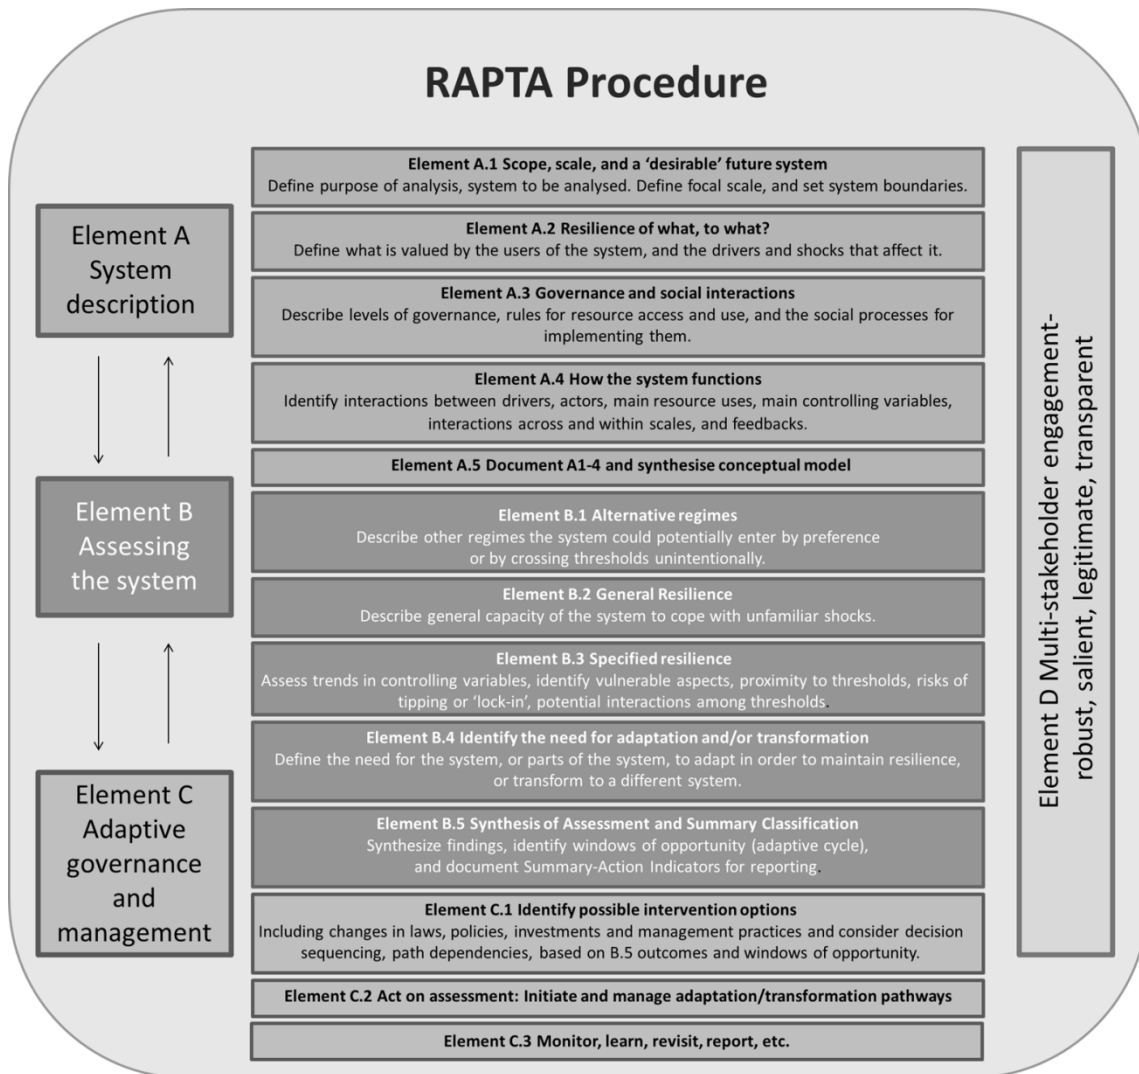 RAPTA Procedure
Element A
System
description
Element B
Assessing
the system
Element C
Adaptive
governance
and
management
Element A.1 Scope, scale, and a ‘desirable’ future system
Define purpose of analysis, system to be analysed. Define focal scale, and set system boundaries.
Element A.2 Resilience of what, to what?
Define what is valued by the users of the system, and the drivers and shocks that affect it.
Element A.3 Governance and social interactions
Describe levels of governance, rules for resource access and use, and the social processes for
implementing them.
Element A.4 How the system functions
Identify interactions between drivers, actors, main resource uses, main controlling variables,
interactions across and within scales, and feedbacks.
Element A.5 Document A1-4 and synthesise conceptual model
Element B.1 Alternative regimes
Describe other regimes the system could potentially enter by preference
or by crossing thresholds unintentionally.
Element B.2 General Resilience
Describe general capacity of the system to cope with unfamiliar shocks.
Element B.3 Specified resilience
Assess trends in controlling variables, identify vulnerable aspects, proximity to thresholds, risks of
tipping or ‘lock-in’, potential interactions among thresholds.
Element B.4 Identify the need for adaptation and/or transformation
Define the need for the system, or parts of the system, to adapt in order to maintain resilience,
or transform to a different system.
Element B.5 Synthesis of Assessment and Summary Classification
Synthesize findings, identify windows of opportunity (adaptive cycle),
and document Summary-Action Indicators for reporting.
Element C.1 Identify possible intervention options
Including changes in laws, policies, investments and management practices and consider decision
sequencing, path dependencies, based on B.5 outcomes and windows of opportunity.
Element C.2 Act on assessment: Initiate and manage adaptation/transformation pathways
Element C.3 Monitor, learn, revisit, report, etc.
Element D Multi-stakeholder engagement-
robust, salient, legitimate, transparent